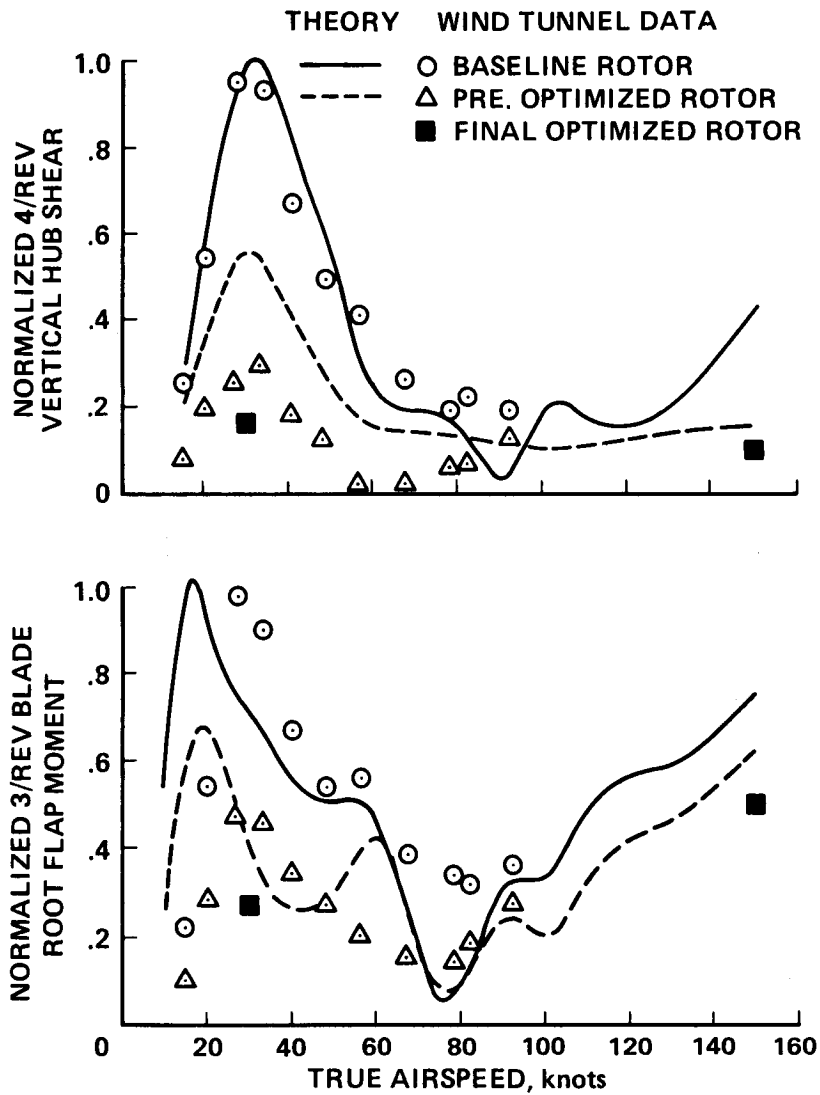 THEORY WIND TUNNEL DATA
BASELINE ROTOR
PRE. OPTIMIZED ROTOR
FINAL OPTIMIZED ROTOR
NORMALIZED 4/REV
VERTICAL HUB SHEAR
1.0
.8
.6
.4
.2
0
NORMALIZED 3/REV BLADE
ROOT FLAP MOMENT
1.0
.8
.6
.4
.2
0 20 40 60 80 100 120 140 160
TRUE AIRSPEED, knots